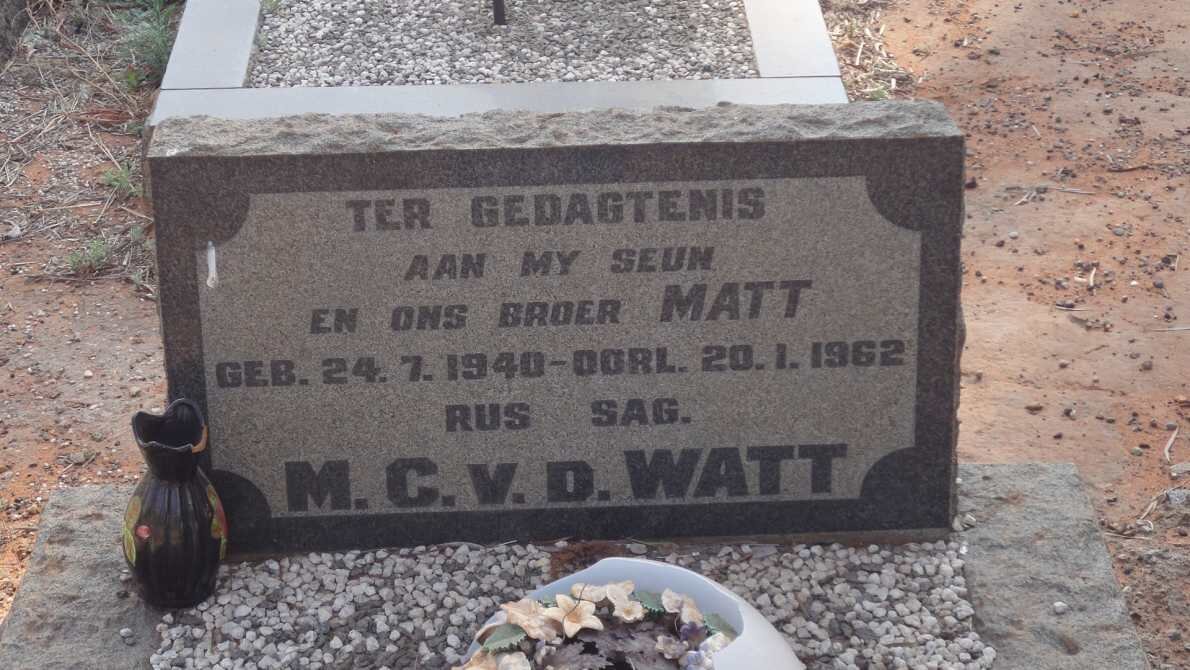 TER GEDAGTENIS
AAN MY SEUN
EN ONS BROER MATT
GEB. 24. 7. 1940-OORL. 20. 1. 1962
RUS SAG.
M. C. V. D. WATT